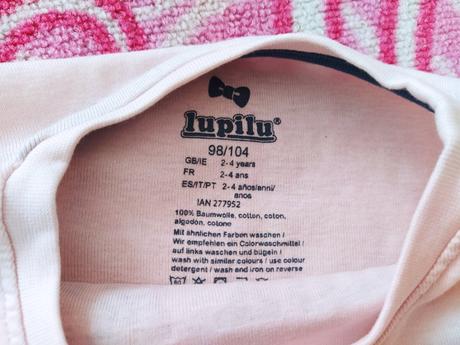 lupilu®
98/104
GB/IE 2-4 years
FR 2-4 ans
ES/IT/PT 2-4 años/anni/
anos
IAN 277952
100% Baumwolle, cotton, coton,
algodón, cotone
Mit ähnlichen Farben waschen /
Wir empfehlen ein Colorwaschmittel /
auf links waschen und bügeln /
wash with similar colours / use colour
detergent / wash and iron on reverse